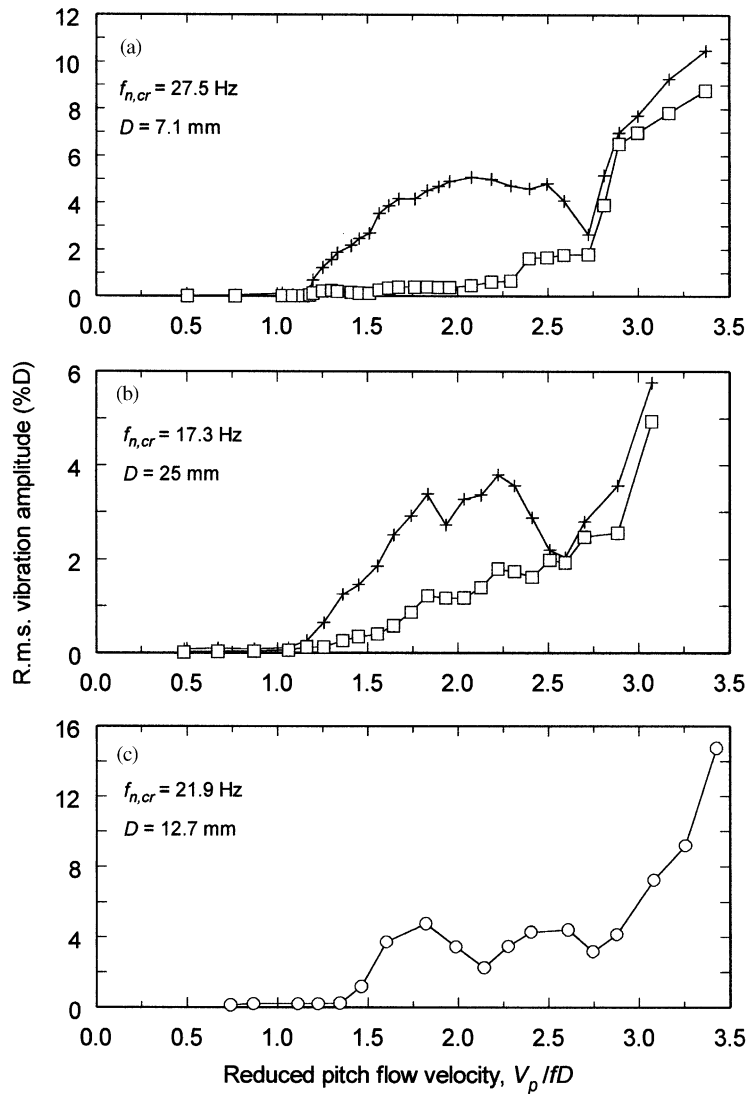 R.m.s. vibration amplitude (%D)
12
10
8
6
4
2
0
(a)
f_{n,cr} = 27.5 Hz
D = 7.1 mm
0.0 0.5 1.0 1.5 2.0 2.5 3.0 3.5
6
4
2
0
(b)
f_{n,cr} = 17.3 Hz
D = 25 mm
0.0 0.5 1.0 1.5 2.0 2.5 3.0 3.5
16
12
8
4
0
(c)
f_{n,cr} = 21.9 Hz
D = 12.7 mm
0.0 0.5 1.0 1.5 2.0 2.5 3.0 3.5
Reduced pitch flow velocity, V_p/fD